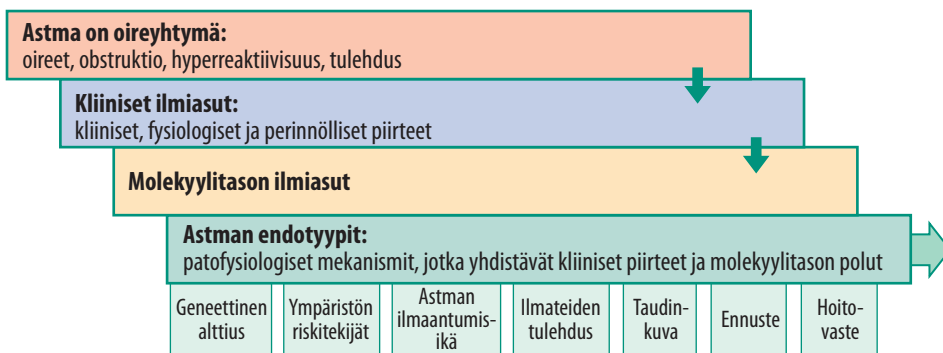 Astma on oireyhtymä:
oireet, obstruktio, hyperreaktiivisuus, tulehdus
Kliiniset ilmiasut:
kliiniset, fysiologiset ja perinnölliset piirteet
Molekyylitason ilmiasut
Astman endotyypit:
patofysiologiset mekanismit, jotka yhdistävät kliiniset piirteet ja molekyylitason polut
Geneettinen
alttius
Ympäristön
riskitekijät
Astman
ilmaantumis-
ikä
Ilmateiden
tulehdus
Taudin-
kuva
Ennuste
Hoito-
vaste